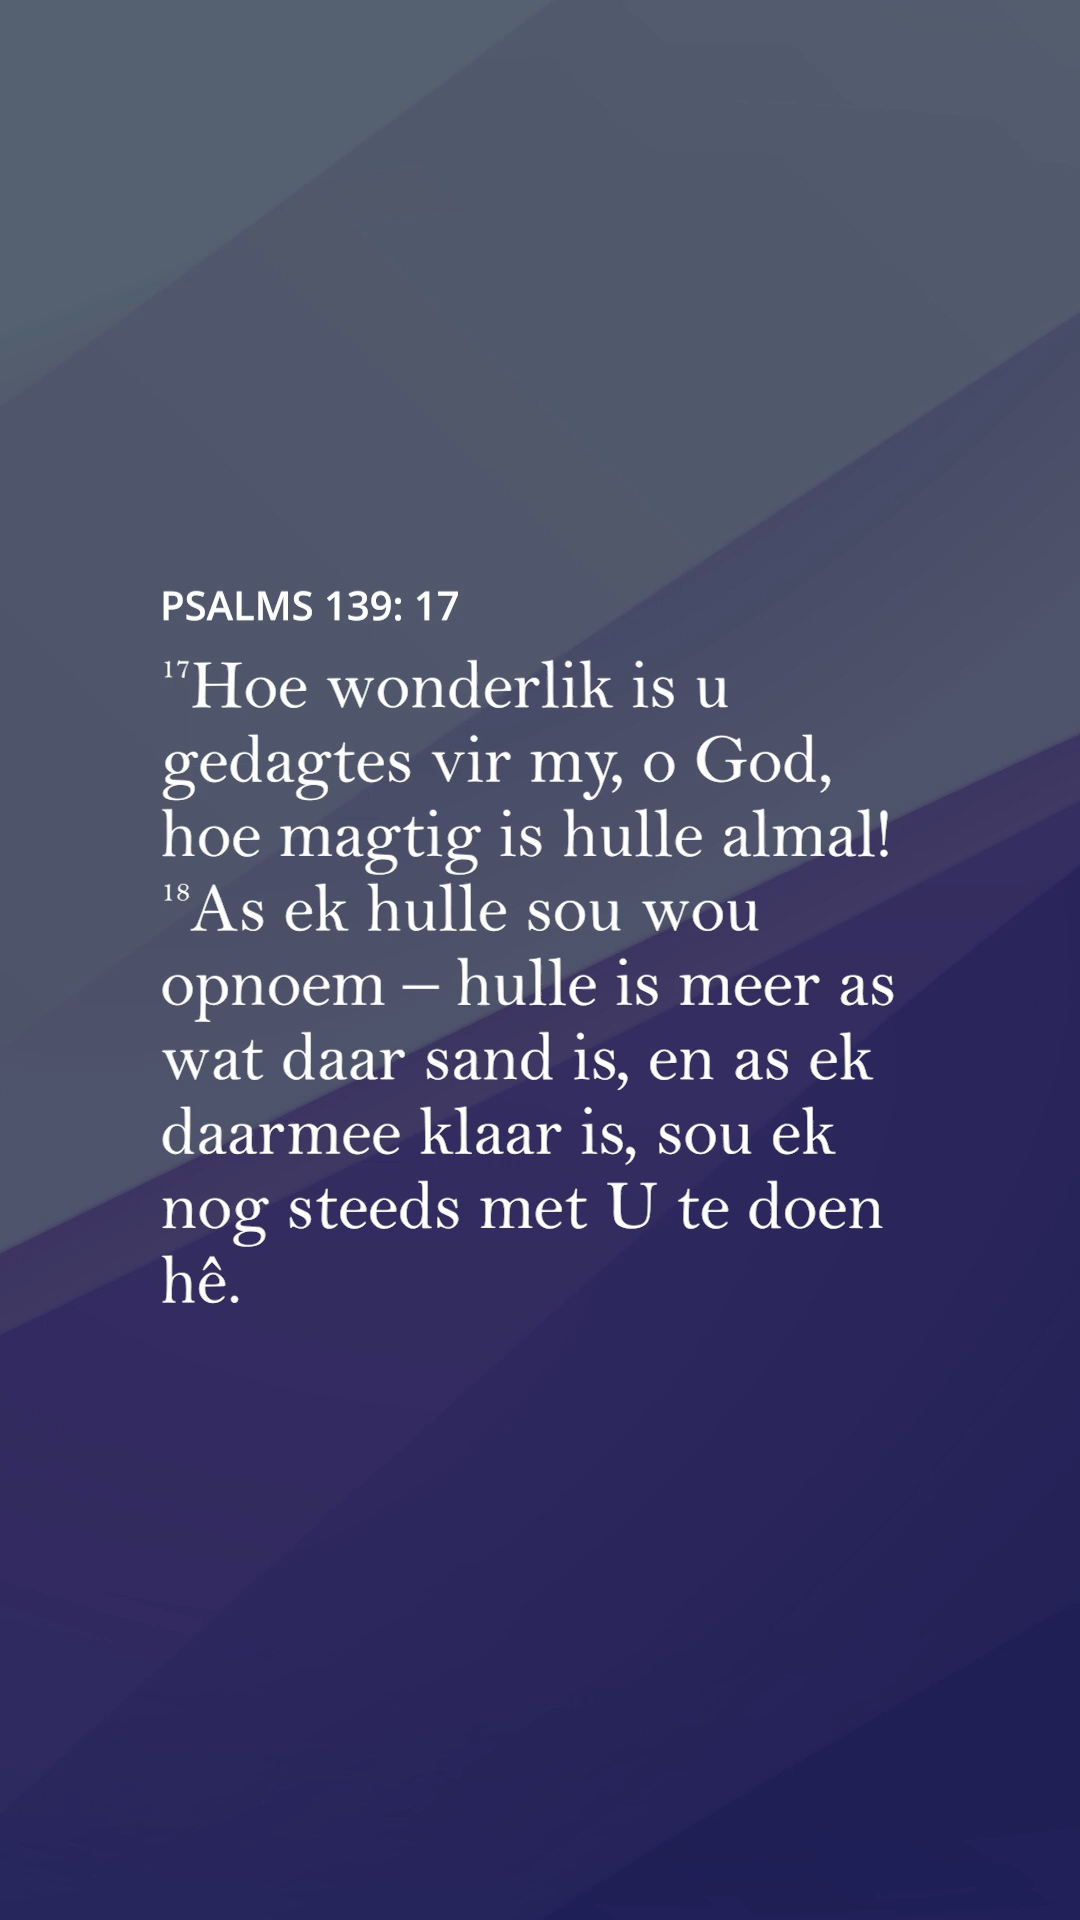 PSALMS 139: 17
¹⁷Hoe wonderlik is u
gedagtes vir my, o God,
hoe magtig is hulle almal!
¹⁸As ek hulle sou wou
opnoem – hulle is meer as
wat daar sand is, en as ek
daarmee klaar is, sou ek
nog steeds met U te doen
hê.